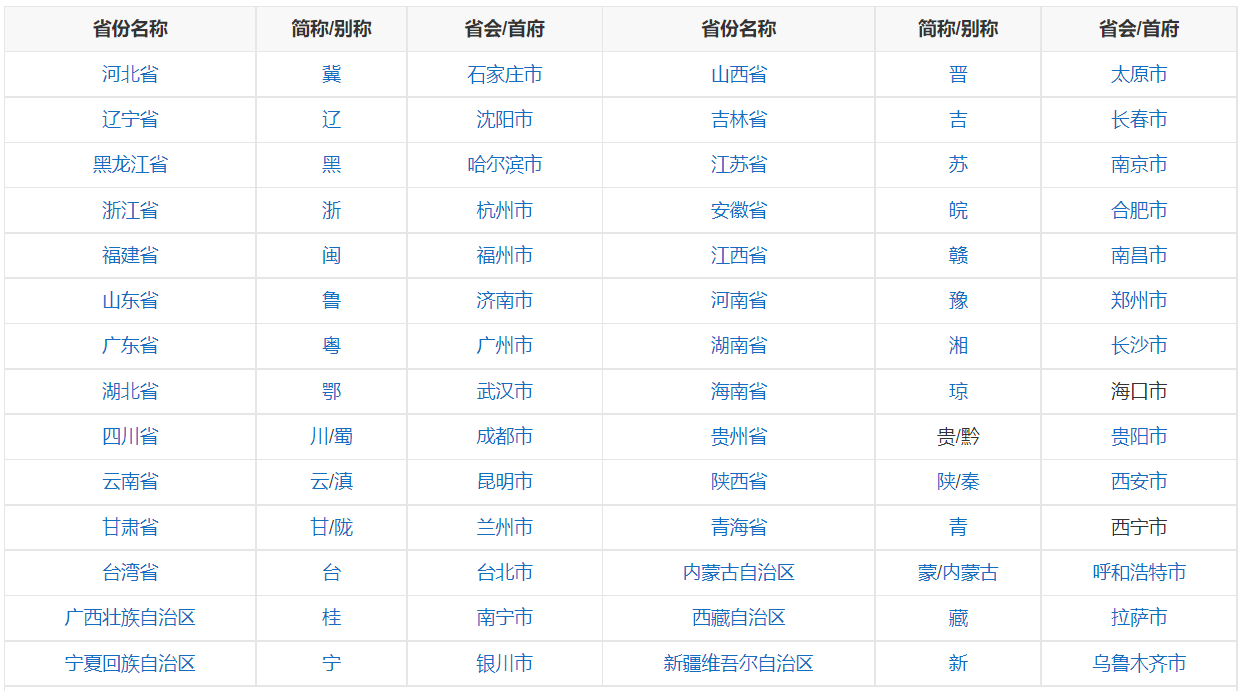 省份名称 简称/别称 省会/首府 省份名称 简称/别称 省会/首府
河北省 冀 石家庄市 山西省 晋 太原市
辽宁省 辽 沈阳市 吉林省 吉 长春市
黑龙江省 黑 哈尔滨市 江苏省 苏 南京市
浙江省 浙 杭州市 安徽省 皖 合肥市
福建省 闽 福州市 江西省 赣 南昌市
山东省 鲁 济南市 河南省 豫 郑州市
广东省 粤 广州市 湖南省 湘 长沙市
湖北省 鄂 武汉市 海南省 琼 海口市
四川省 川/蜀 成都市 贵州省 贵/黔 贵阳市
云南省 云/滇 昆明市 陕西省 陕/秦 西安市
甘肃省 甘/陇 兰州市 青海省 青 西宁市
台湾省 台 台北市 内蒙古自治区 蒙/内蒙古 呼和浩特市
广西壮族自治区 桂 南宁市 西藏自治区 藏 拉萨市
宁夏回族自治区 宁 银川市 新疆维吾尔自治区 新 乌鲁木齐市